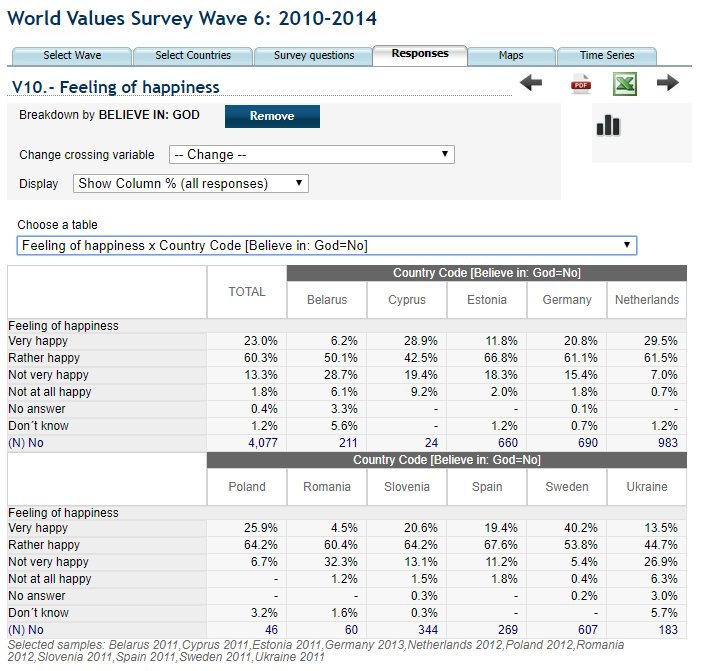 World Values Survey Wave 6: 2010-2014
Select Wave Select Countries Survey questions Responses Maps Time Series
V10.- Feeling of happiness
PDF
Breakdown by BELIEVE IN: GOD Remove
Change crossing variable -- Change --
Display Show Column % (all responses)
Choose a table
Feeling of happiness x Country Code [Believe in: God=No]
TOTAL Country Code [Believe in: God=No]
Belarus Cyprus Estonia Germany Netherlands
Feeling of happiness
Very happy 23.0% 6.2% 28.9% 11.8% 20.8% 29.5%
Rather happy 60.3% 50.1% 42.5% 66.8% 61.1% 61.5%
Not very happy 13.3% 28.7% 19.4% 18.3% 15.4% 7.0%
Not at all happy 1.8% 6.1% 9.2% 2.0% 1.8% 0.7%
No answer 0.4% 3.3% - - 0.1% -
Don´t know 1.2% 5.6% - 1.2% 0.7% 1.2%
(N) No 4,077 211 24 660 690 983
Country Code [Believe in: God=No]
Poland Romania Slovenia Spain Sweden Ukraine
Feeling of happiness
Very happy 25.9% 4.5% 20.6% 19.4% 40.2% 13.5%
Rather happy 64.2% 60.4% 64.2% 67.6% 53.8% 44.7%
Not very happy 6.7% 32.3% 13.1% 11.2% 5.4% 26.9%
Not at all happy - 1.2% 1.5% 1.8% 0.4% 6.3%
No answer - - 0.3% - 0.2% 3.0%
Don´t know 3.2% 1.6% 0.3% - - 5.7%
(N) No 46 60 344 269 607 183
Selected samples: Belarus 2011,Cyprus 2011,Estonia 2011,Germany 2013,Netherlands 2012,Poland 2012,Romania
2012,Slovenia 2011,Spain 2011,Sweden 2011,Ukraine 2011